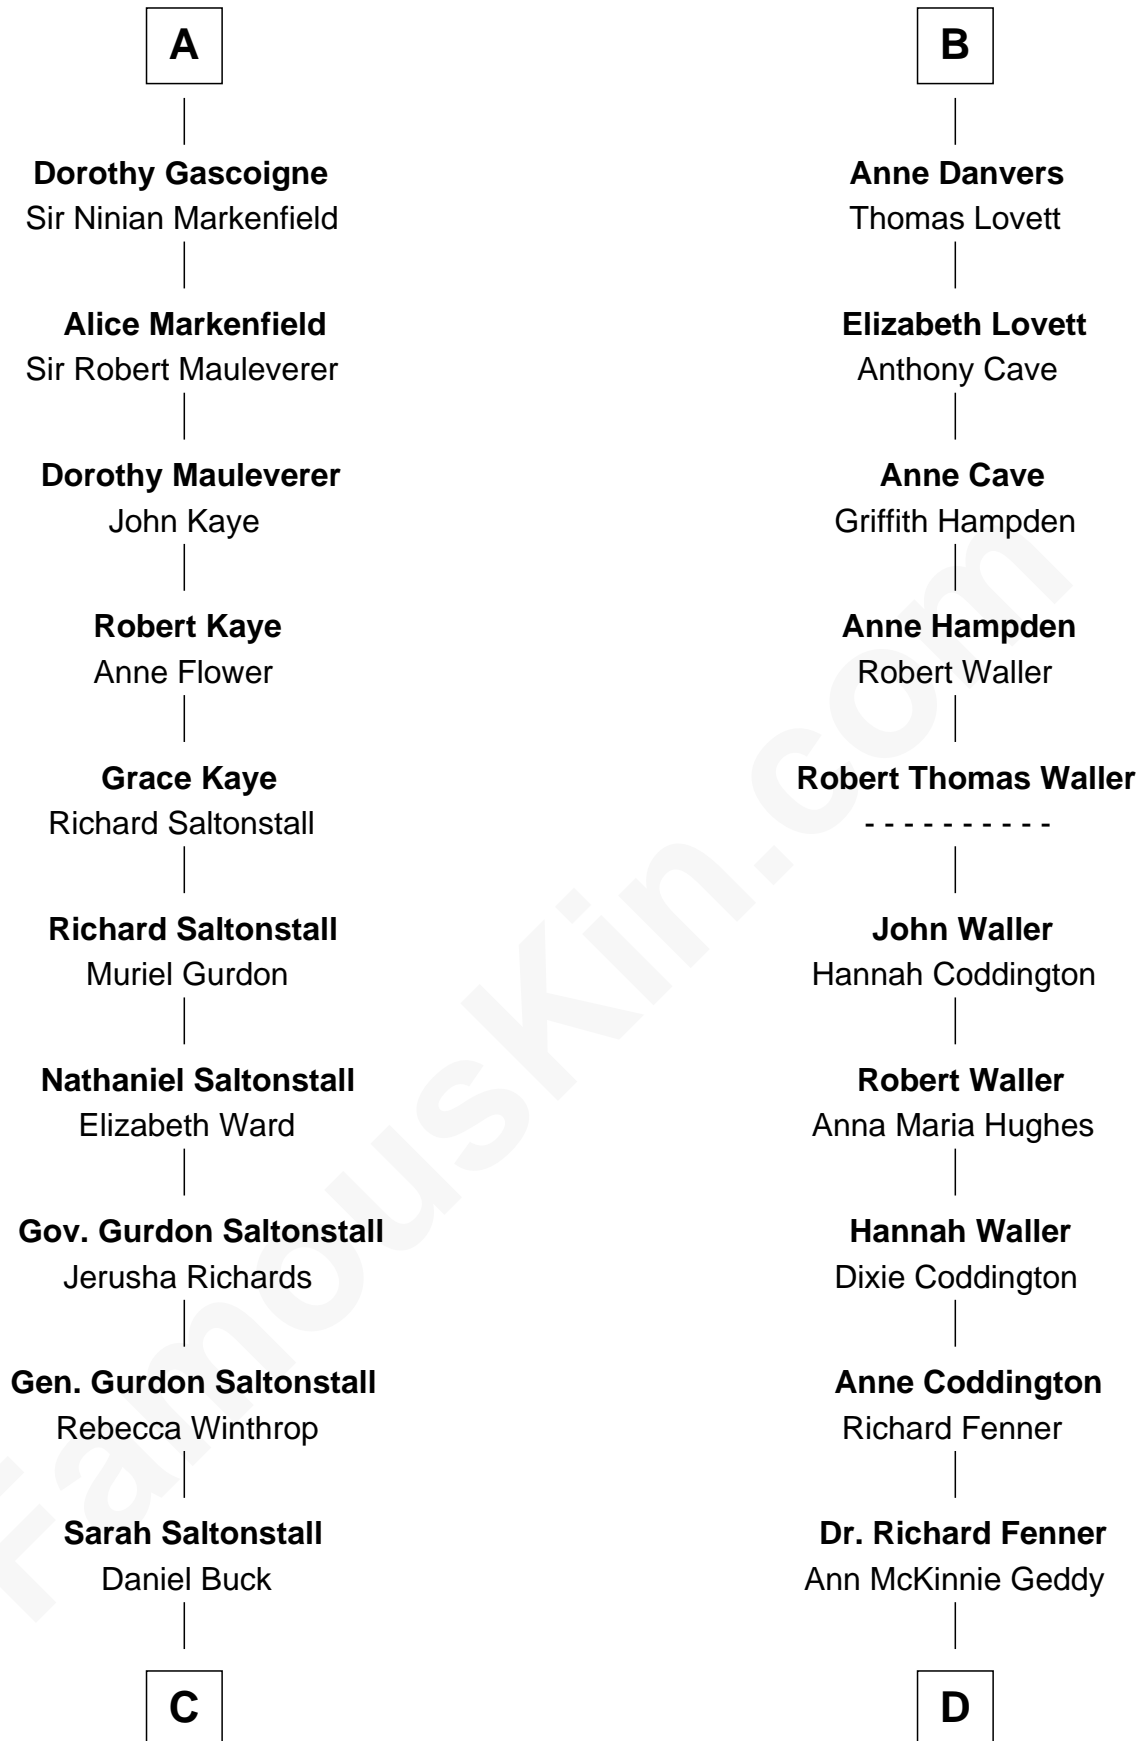 A
Dorothy Gascoigne
Sir Ninian Markenfield
Alice Markenfield
Sir Robert Mauleverer
Dorothy Mauleverer
John Kaye
Robert Kaye
Anne Flower
Grace Kaye
Richard Saltonstall
Richard Saltonstall
Muriel Gurdon
Nathaniel Saltonstall
Elizabeth Ward
Gov. Gurdon Saltonstall
Jerusha Richards
Gen. Gurdon Saltonstall
Rebecca Winthrop
Sarah Saltonstall
Daniel Buck
C
B
Anne Danvers
Thomas Lovett
Elizabeth Lovett
Anthony Cave
Anne Cave
Griffith Hampden
Anne Hampden
Robert Waller
Robert Thomas Waller
- - - - - - - - - -
John Waller
Hannah Coddington
Robert Waller
Anna Maria Hughes
Hannah Waller
Dixie Coddington
Anne Coddington
Richard Fenner
Dr. Richard Fenner
Ann McKinnie Geddy
D
FamousKin.com